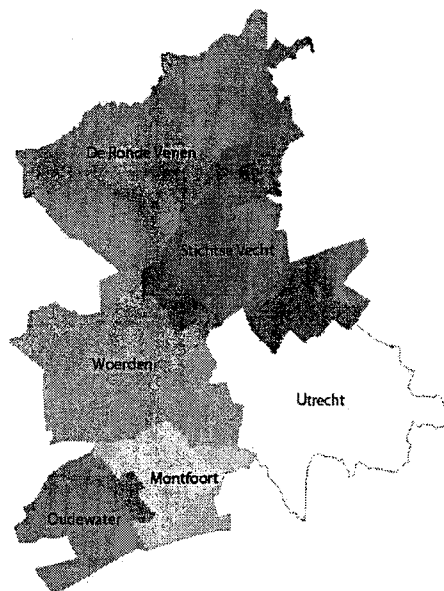 De Ronde Venen
Stichtse Vecht
Woerden
Utrecht
Montfoort
Oudewater